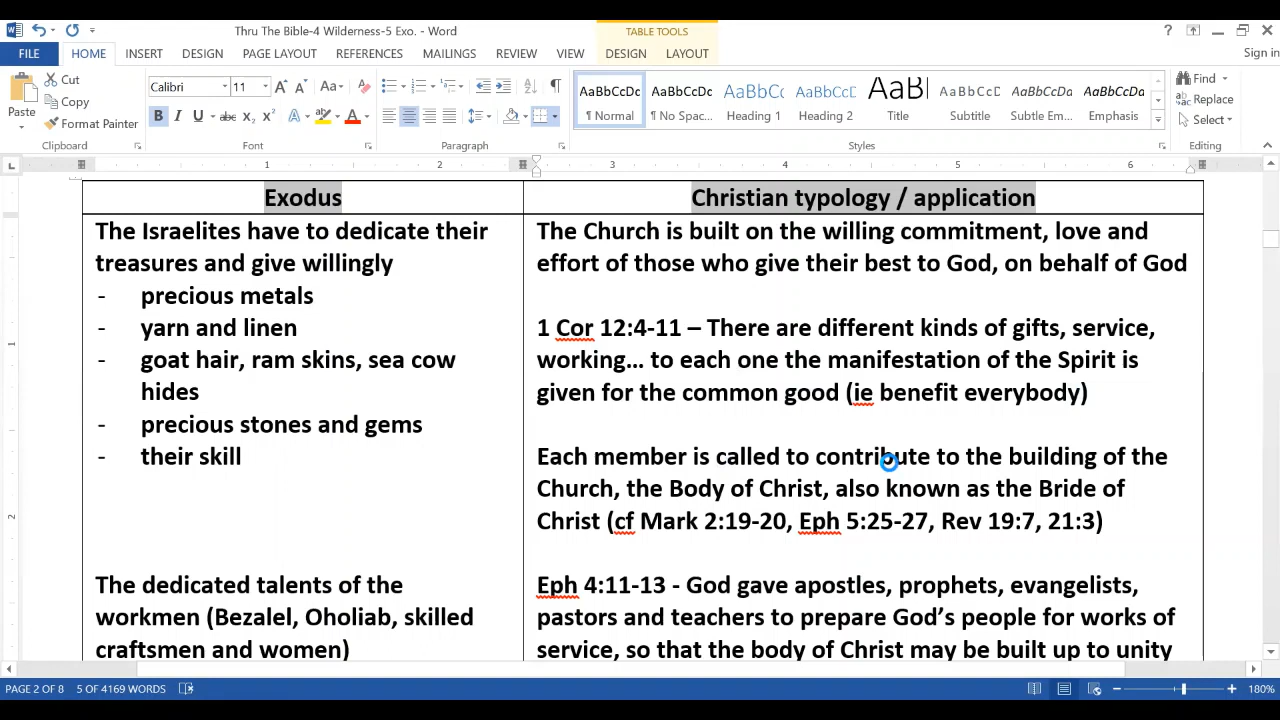 Thru The Bible-4 Wilderness-5 Exo. - Word
TABLE TOOLS
?
FILE HOME INSERT DESIGN PAGE LAYOUT REFERENCES MAILINGS REVIEW VIEW DESIGN LAYOUT
Sign in
Paste
Cut
Copy
Format Painter
Clipboard
Calibri 11
Font
Paragraph
AaBbCcDc ¶ Normal
AaBbCcDc ¶ No Spac...
AaBbCc Heading 1
AaBbCcC Heading 2
AaBl Title
AaBbCcC Subtitle
AaBbCcDc Subtle Em...
AaBbCcDc Emphasis
Styles
Find
Replace
Select
Editing
1 2 3 4 5 6
Exodus
The Israelites have to dedicate their
treasures and give willingly
- precious metals
- yarn and linen
- goat hair, ram skins, sea cow
hides
- precious stones and gems
- their skill
The dedicated talents of the
workmen (Bezalel, Oholiab, skilled
craftsmen and women)
Christian typology / application
The Church is built on the willing commitment, love and
effort of those who give their best to God, on behalf of God
1 Cor 12:4-11 – There are different kinds of gifts, service,
working... to each one the manifestation of the Spirit is
given for the common good (ie benefit everybody)
Each member is called to contribute to the building of the
Church, the Body of Christ, also known as the Bride of
Christ (cf Mark 2:19-20, Eph 5:25-27, Rev 19:7, 21:3)
Eph 4:11-13 - God gave apostles, prophets, evangelists,
pastors and teachers to prepare God’s people for works of
service, so that the body of Christ may be built up to unity
PAGE 2 OF 8 5 OF 4169 WORDS
180%